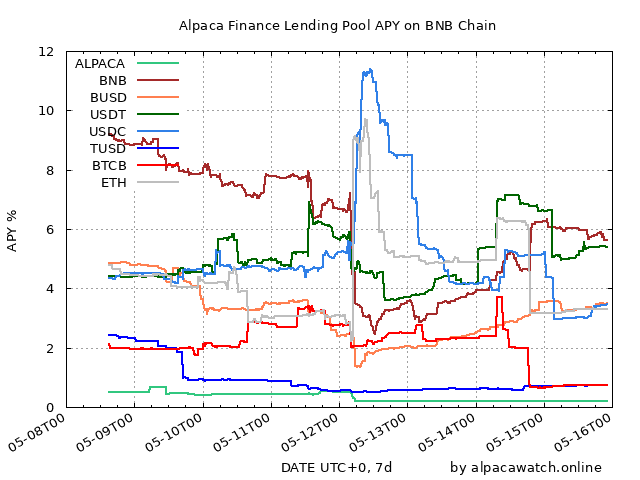 Alpaca Finance Lending Pool APY on BNB Chain
12
10
8
6
4
2
0
APY %
ALPACA
BNB
BUSD
USDT
USDC
TUSD
BTCB
ETH
05-08T00
05-09T00
05-10T00
05-11T00
05-12T00
05-13T00
05-14T00
05-15T00
05-16T00
DATE UTC+0, 7d
by alpacawatch.online